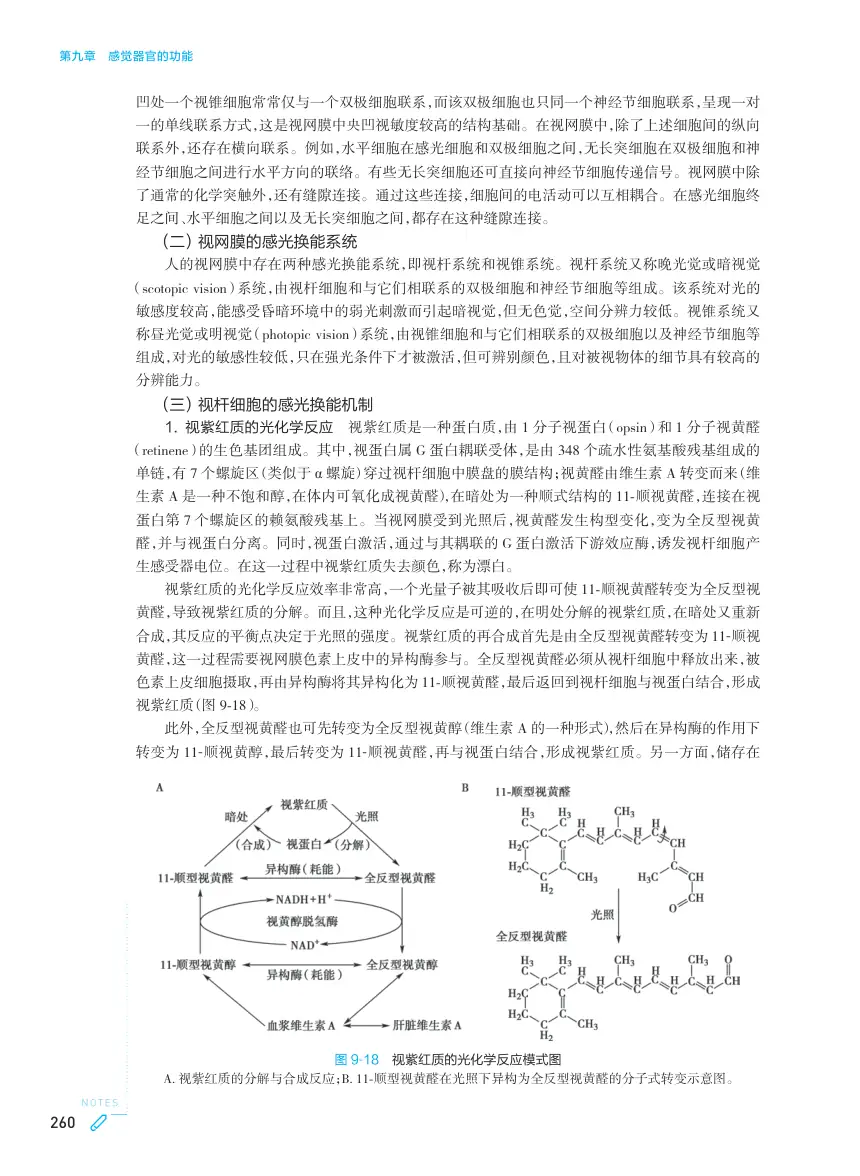 第九章 感觉器官的功能
凹处一个视锥细胞常常仅与一个双极细胞联系,而该双极细胞也只同一个神经节细胞联系,呈现一对
一的单线联系方式,这是视网膜中央凹视敏度较高的结构基础。在视网膜中,除了上述细胞间的纵向
联系外,还存在横向联系。例如,水平细胞在感光细胞和双极细胞之间,无长突细胞在双极细胞和神
经节细胞之间进行水平方向的联络。有些无长突细胞还可直接向神经节细胞传递信号。视网膜中除
了通常的化学突触外,还有缝隙连接。通过这些连接,细胞间的电活动可以互相耦合。在感光细胞终
足之间、水平细胞之间以及无长突细胞之间,都存在这种缝隙连接。
(二)视网膜的感光换能系统
人的视网膜中存在两种感光换能系统,即视杆系统和视锥系统。视杆系统又称晚光觉或暗视觉
(scotopic vision)系统,由视杆细胞和与它们相联系的双极细胞和神经节细胞等组成。该系统对光的
敏感度较高,能感受昏暗环境中的弱光刺激而引起暗视觉,但无色觉,空间分辨力较低。视锥系统又
称昼光觉或明视觉(photopic vision)系统,由视锥细胞和与它们相联系的双极细胞以及神经节细胞等
组成,对光的敏感性较低,只在强光条件下才被激活,但可辨别颜色,且对被视物体的细节具有较高的
分辨能力。
(三)视杆细胞的感光换能机制
1. 视紫红质的光化学反应 视紫红质是一种蛋白质,由 1 分子视蛋白(opsin)和 1 分子视黄醛
(retinene)的生色基团组成。其中,视蛋白属 G 蛋白耦联受体,是由 348 个疏水性氨基酸残基组成的
单链,有 7 个螺旋区(类似于 α 螺旋)穿过视杆细胞中膜盘的膜结构;视黄醛由维生素 A 转变而来(维
生素 A 是一种不饱和醇,在体内可氧化成视黄醛),在暗处为一种顺式结构的 11-顺视黄醛,连接在视
蛋白第 7 个螺旋区的赖氨酸残基上。当视网膜受到光照后,视黄醛发生构型变化,变为全反型视黄
醛,并与视蛋白分离。同时,视蛋白激活,通过与其耦联的 G 蛋白激活下游效应酶,诱发视杆细胞产
生感受器电位。在这一过程中视紫红质失去颜色,称为漂白。
视紫红质的光化学反应效率非常高,一个光量子被其吸收后即可使 11-顺视黄醛转变为全反型视
黄醛,导致视紫红质的分解。而且,这种光化学反应是可逆的,在明处分解的视紫红质,在暗处又重新
合成,其反应的平衡点决定于光照的强度。视紫红质的再合成首先是由全反型视黄醛转变为 11-顺视
黄醛,这一过程需要视网膜色素上皮中的异构酶参与。全反型视黄醛必须从视杆细胞中释放出来,被
色素上皮细胞摄取,再由异构酶将其异构化为 11-顺视黄醛,最后返回到视杆细胞与视蛋白结合,形成
视紫红质(图 9-18)。
此外,全反型视黄醛也可先转变为全反型视黄醇(维生素 A 的一种形式),然后在异构酶的作用下
转变为 11-顺视黄醇,最后转变为 11-顺视黄醛,再与视蛋白结合,形成视紫红质。另一方面,储存在
A
视紫红质
暗处 光照
(合成) 视蛋白 (分解)
异构酶(耗能)
11-顺型视黄醛 全反型视黄醛
NADH+H⁺
视黄醇脱氢酶
NAD⁺
11-顺型视黄醇 全反型视黄醇
异构酶(耗能)
血浆维生素 A 肝脏维生素 A
B
11-顺型视黄醛
H₃ H₃ CH₃
C C H H H
C C C C C
H₂C C C C C CH
H₂C C C
C CH₃ H₃C CH
H₂ CH
O
光照
全反型视黄醛
H₃ H₃ CH₃ CH₃ O
C C H H H H H
C C C C C C CH
H₂C C C C C C
H₂C C
C CH₃
H₂
图 9-18 视紫红质的光化学反应模式图
A. 视紫红质的分解与合成反应;B. 11-顺型视黄醛在光照下异构为全反型视黄醛的分子式转变示意图。
NOTES
260